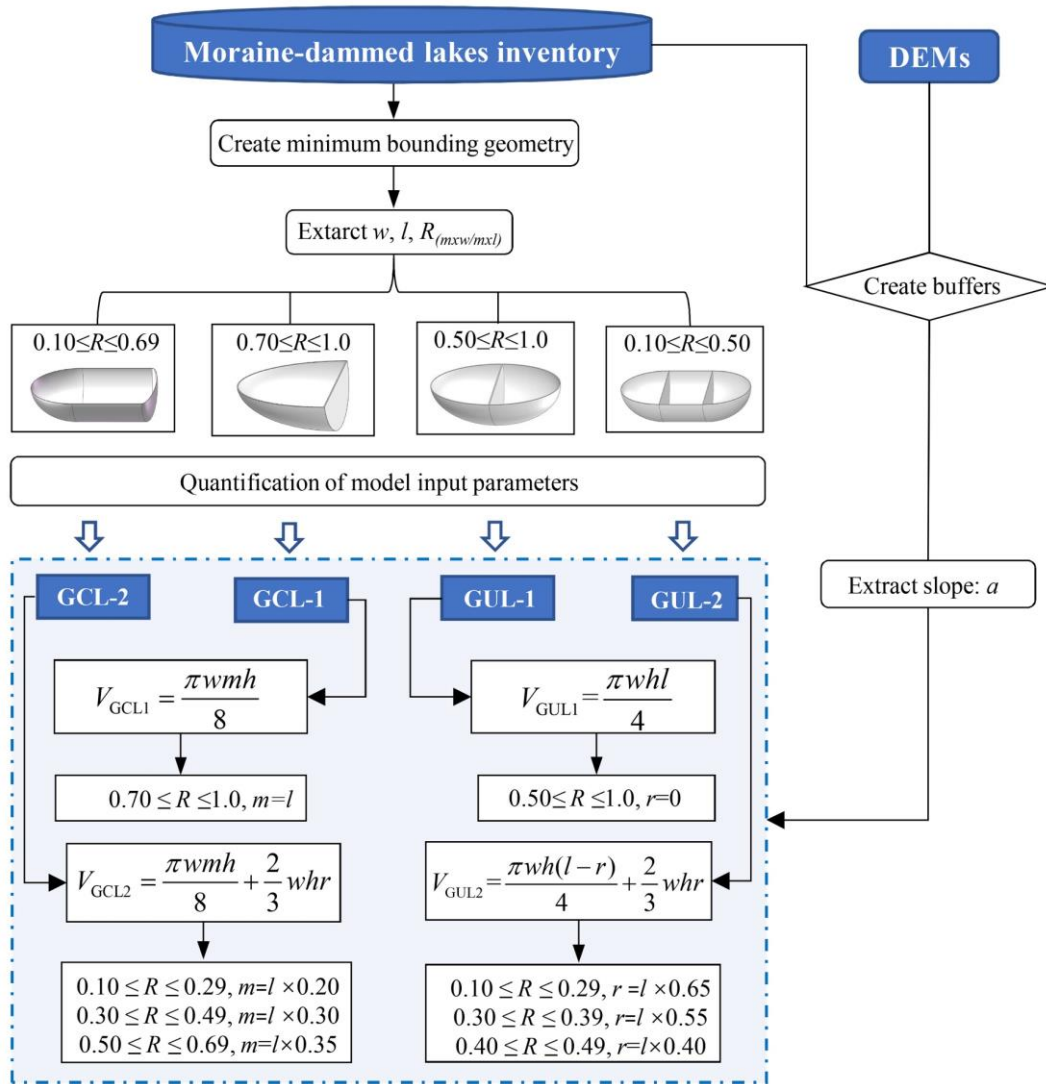 Moraine-dammed lakes inventory
DEMs
Create minimum bounding geometry
Extarct w, l, R(mxw/mxl)
Create buffers
0.10≤R≤0.69
0.70≤R≤1.0
0.50≤R≤1.0
0.10≤R≤0.50
Quantification of model input parameters
Extract slope: a
GCL-2
GCL-1
GUL-1
GUL-2
V_GCL1 = πwmh/8
V_GUL1 = πwhl/4
0.70 ≤ R ≤1.0, m=l
0.50≤ R ≤1.0, r=0
V_GCL2 = πwmh/8 + 2/3 whr
V_GUL2 = πwh(l−r)/4 + 2/3 whr
0.10 ≤ R ≤ 0.29, m=l ×0.20
0.30 ≤ R ≤ 0.49, m=l ×0.30
0.50 ≤ R ≤ 0.69, m=l×0.35
0.10 ≤ R ≤ 0.29, r =l ×0.65
0.30 ≤ R ≤ 0.39, r=l ×0.55
0.40 ≤ R ≤ 0.49, r=l×0.40